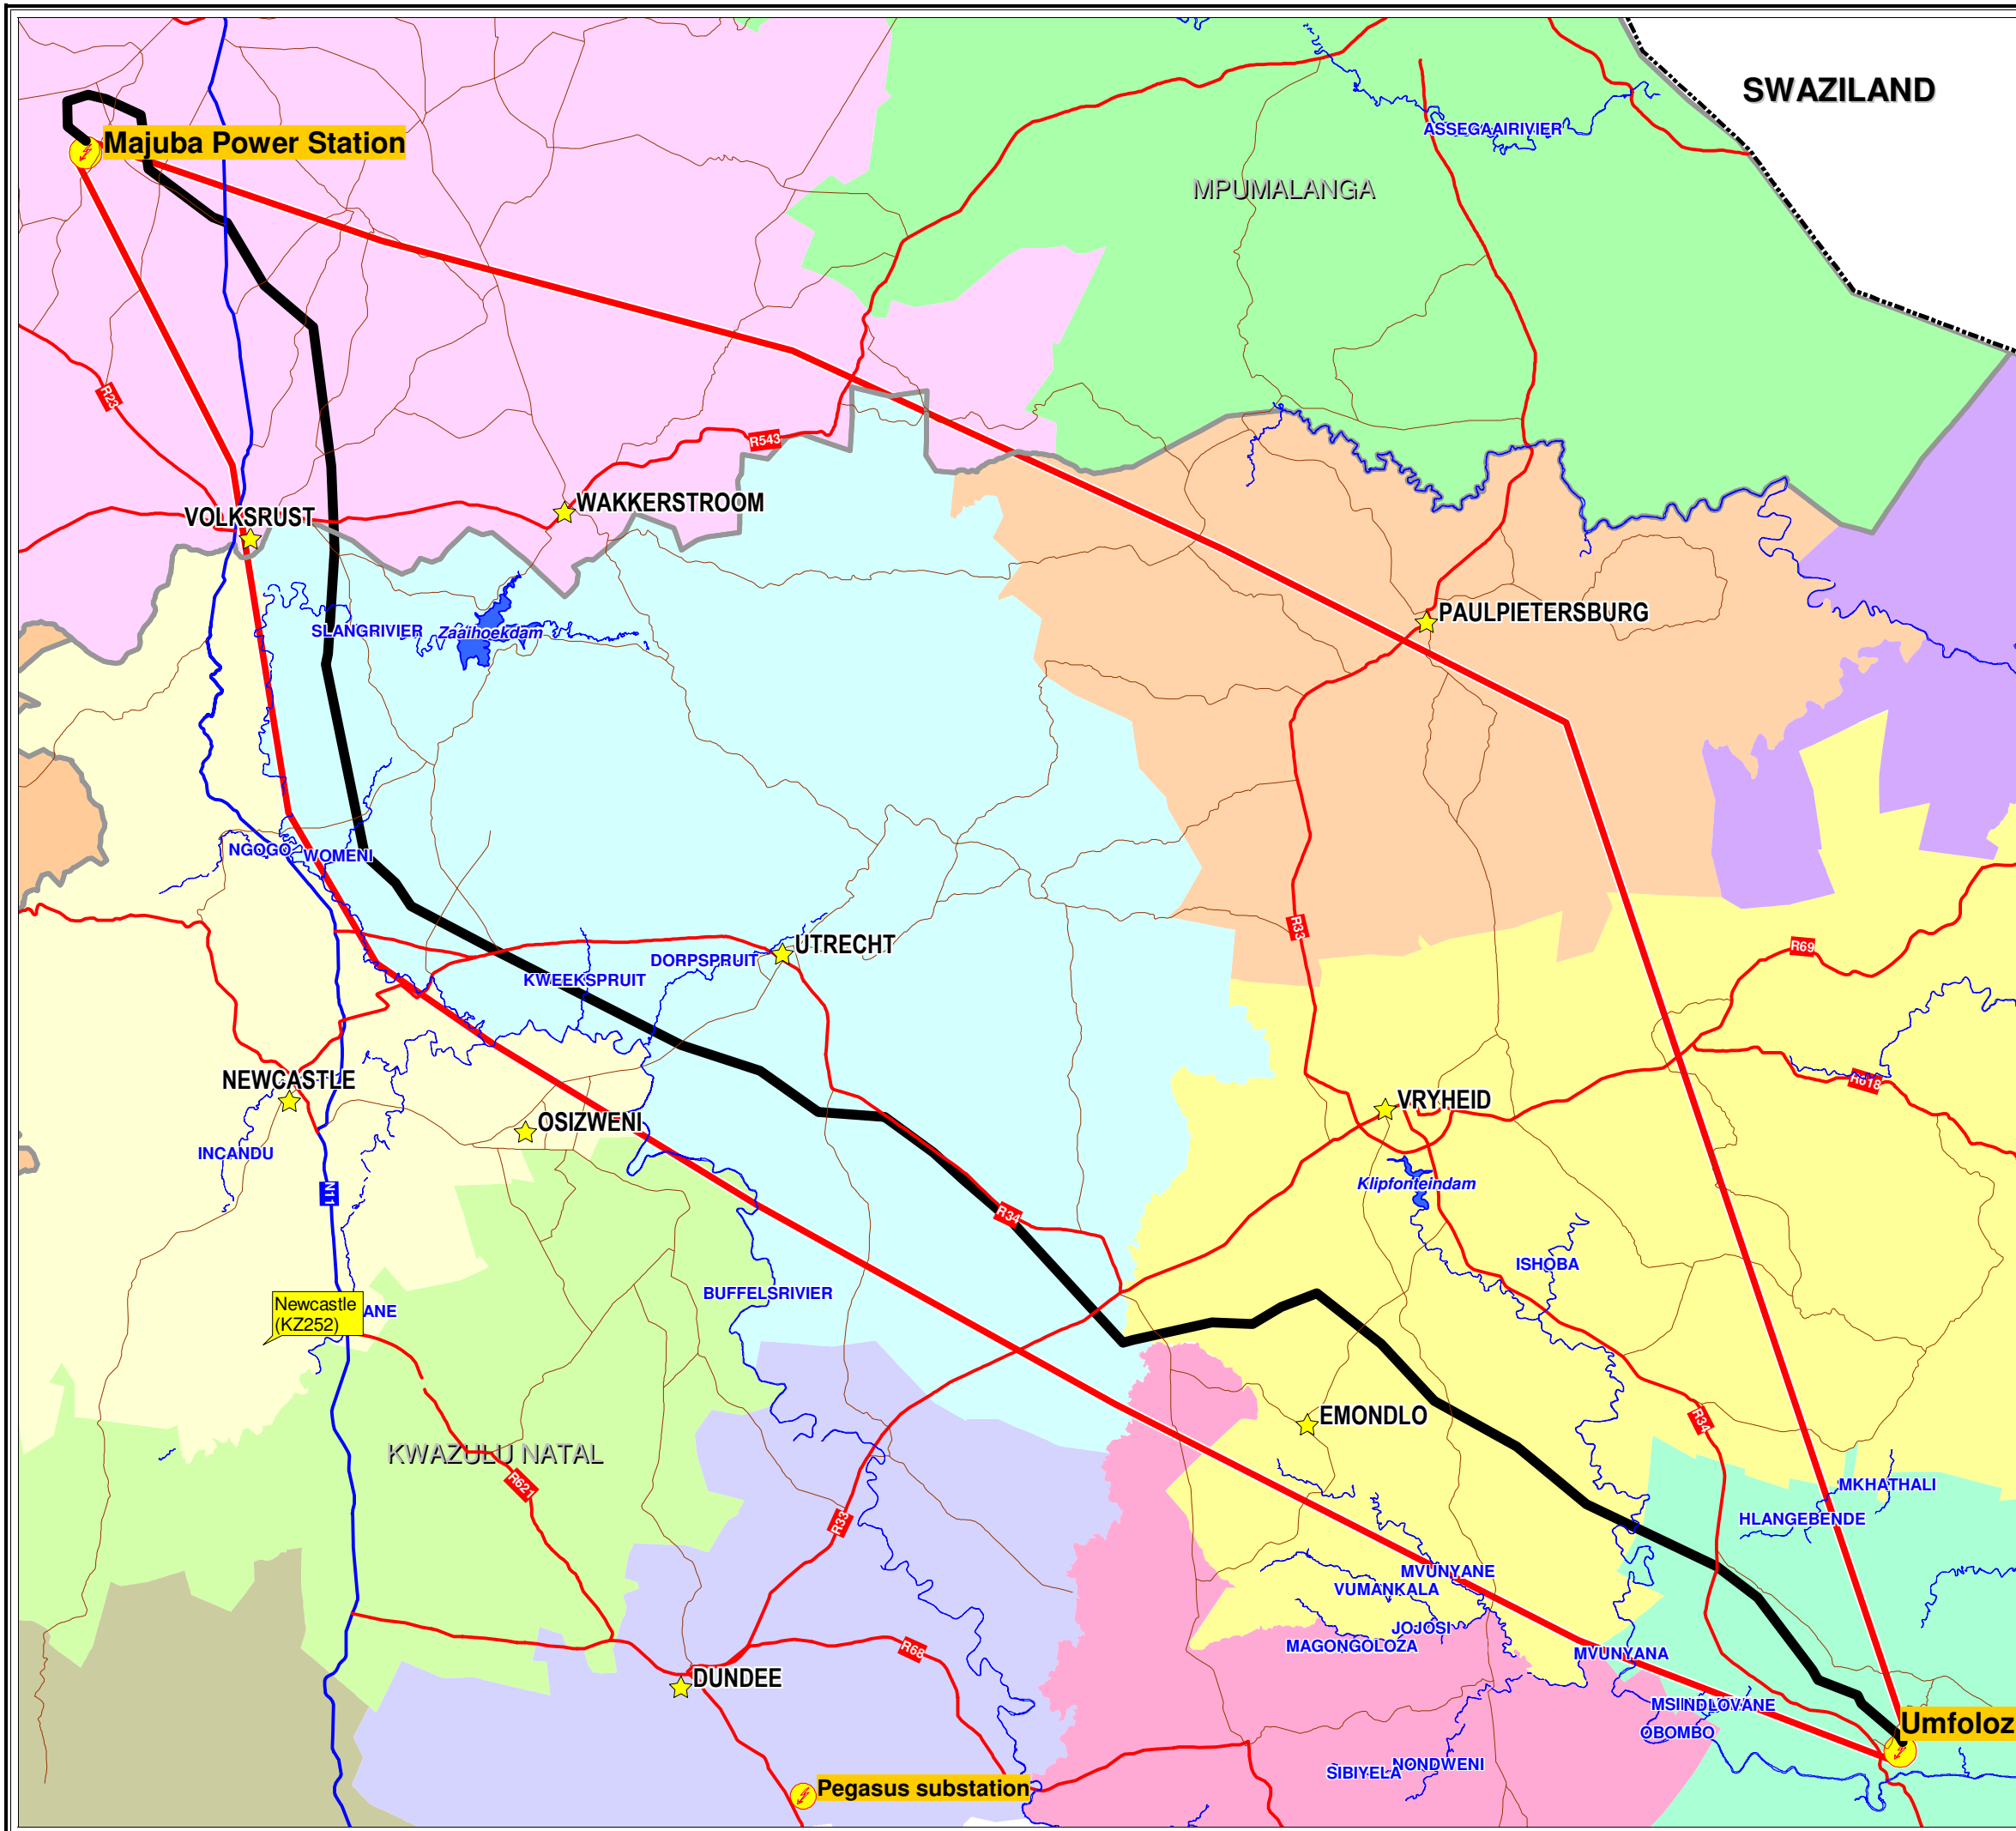 SWAZILAND
Majuba Power Station
ASSEGAAIRIVIER
MPUMALANGA
R23
R543
WAKKERSTROOM
VOLKSRUST
PAULPIETERSBURG
SLANGRIVIER
Zaaihoekdam
NGOGO
WOMENI
R33
UTRECHT
R69
DORPSPRUIT
KWEEKSPRUIT
NEWCASTLE
R618
VRYHEID
OSIZWENI
INCANDU
N11
Klipfonteindam
R34
ISHOBA
BUFFELSRIVIER
Newcastle
(KZ252)
ANE
EMONDLO
R34
KWAZULU NATAL
R621
MKHATHALI
HLANGEBENDE
R33
MVUNYANE
VUMANKALA
JOJOSI
MAGONGOLOZA
R68
MVUNYANA
DUNDEE
MSINDLOVANE
Umfoloz
OBOMBO
NONDWENI
SIBIYELA
Pegasus substation